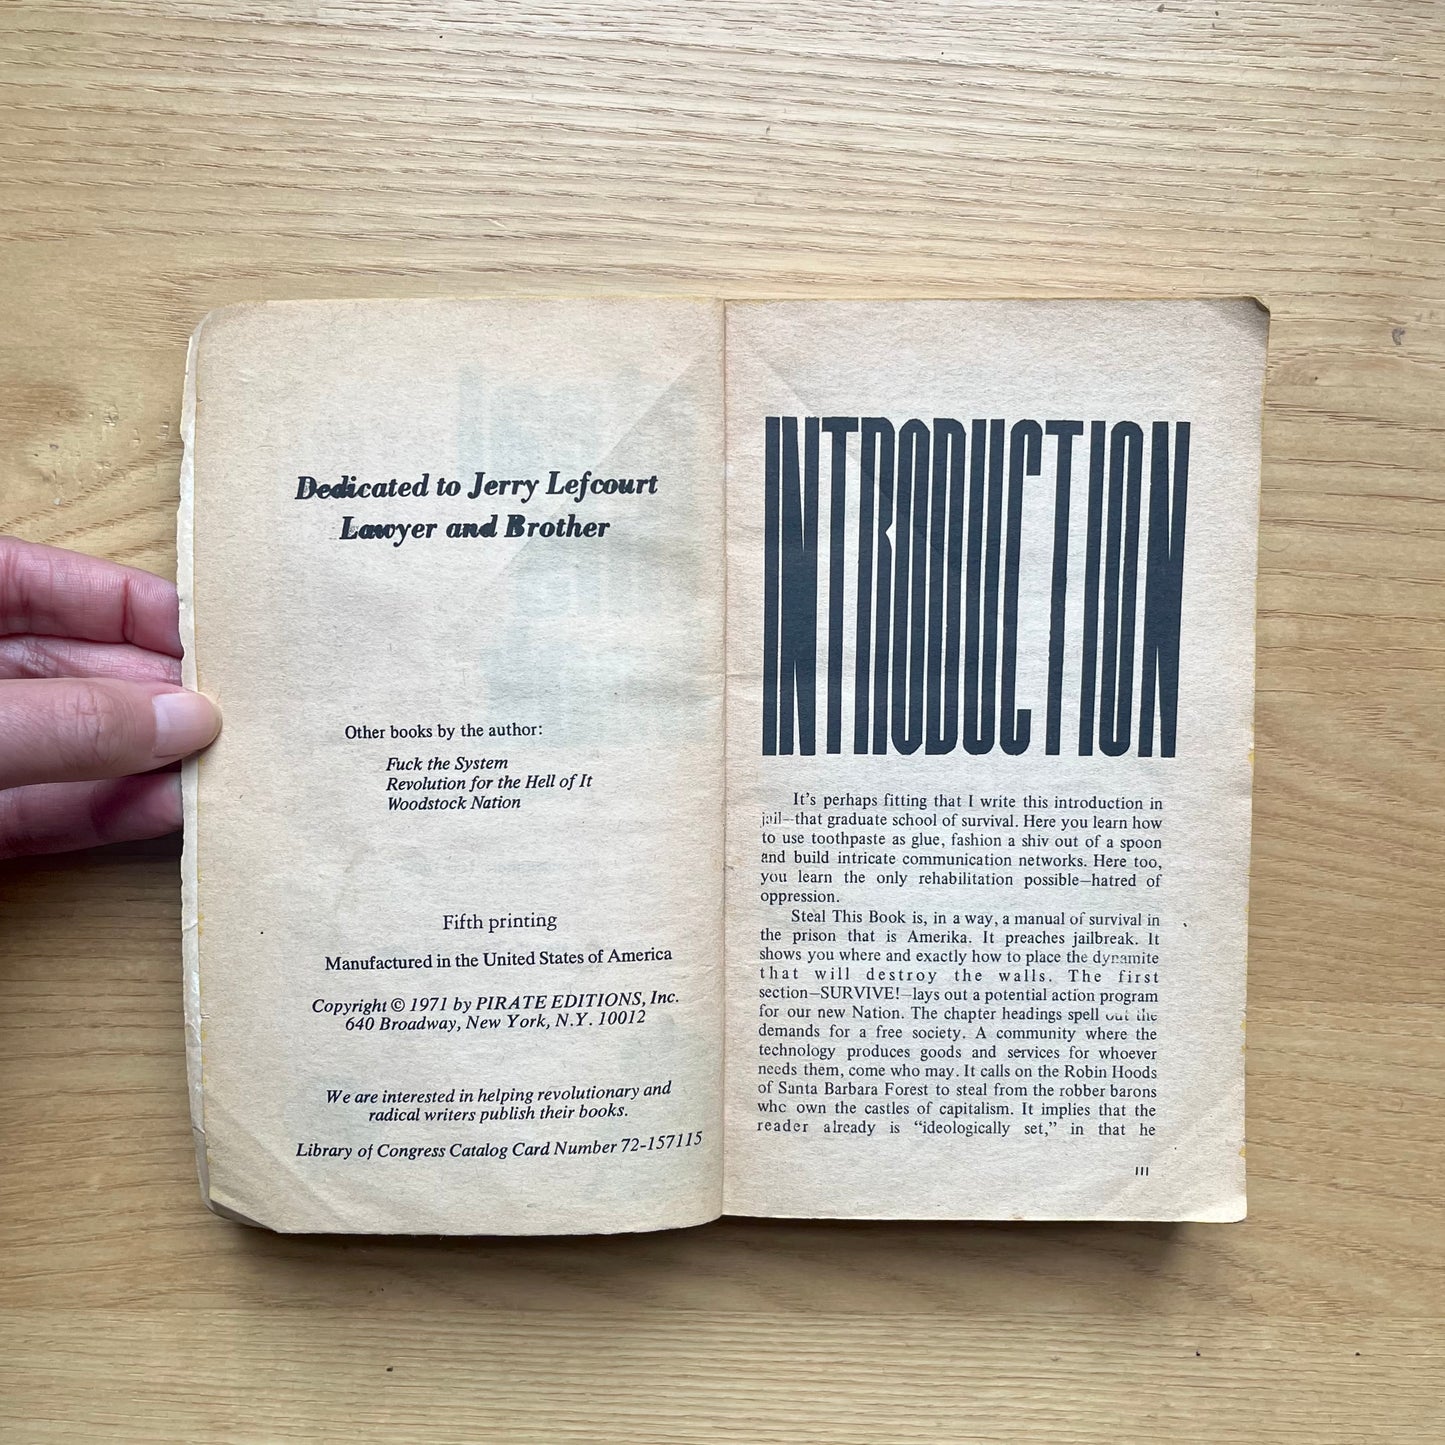 Dedicated to Jerry Lefcourt
Lawyer and Brother
Other books by the author:
Fuck the System
Revolution for the Hell of It
Woodstock Nation
Fifth printing
Manufactured in the United States of America
Copyright © 1971 by PIRATE EDITIONS, Inc.
640 Broadway, New York, N.Y. 10012
We are interested in helping revolutionary and
radical writers publish their books.
Library of Congress Catalog Card Number 72-157115
INTRODUCTION
It's perhaps fitting that I write this introduction in
jail—that graduate school of survival. Here you learn how
to use toothpaste as glue, fashion a shiv out of a spoon
and build intricate communication networks. Here too,
you learn the only rehabilitation possible—hatred of
oppression.
Steal This Book is, in a way, a manual of survival in
the prison that is Amerika. It preaches jailbreak. It
shows you where and exactly how to place the dynamite
that will destroy the walls. The first
section—SURVIVE!—lays out a potential action program
for our new Nation. The chapter headings spell out the
demands for a free society. A community where the
technology produces goods and services for whoever
needs them, come who may. It calls on the Robin Hoods
of Santa Barbara Forest to steal from the robber barons
who own the castles of capitalism. It implies that the
reader already is “ideologically set,” in that he
III